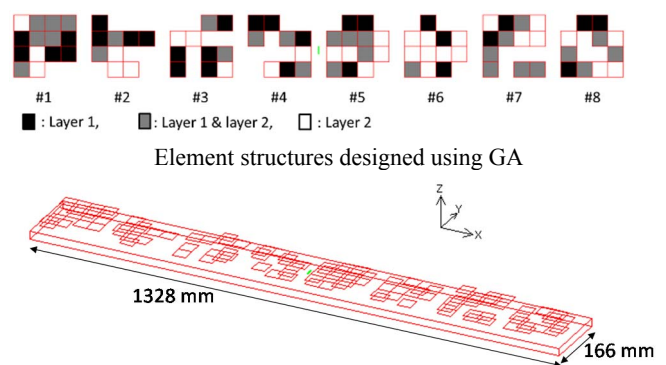 #1 #2 #3 #4 #5 #6 #7 #8
: Layer 1, : Layer 1 & layer 2, : Layer 2
Element structures designed using GA
Z
Y
X
1328 mm
166 mm